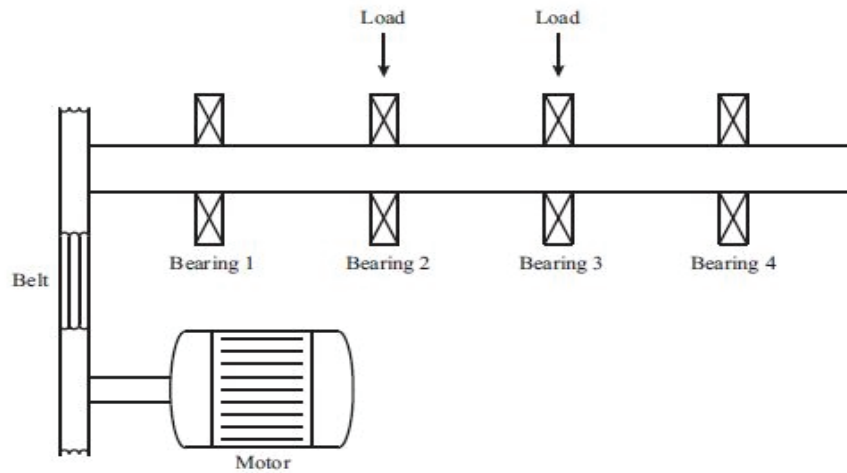 Load
Load
Bearing 1
Bearing 2
Bearing 3
Bearing 4
Belt
Motor